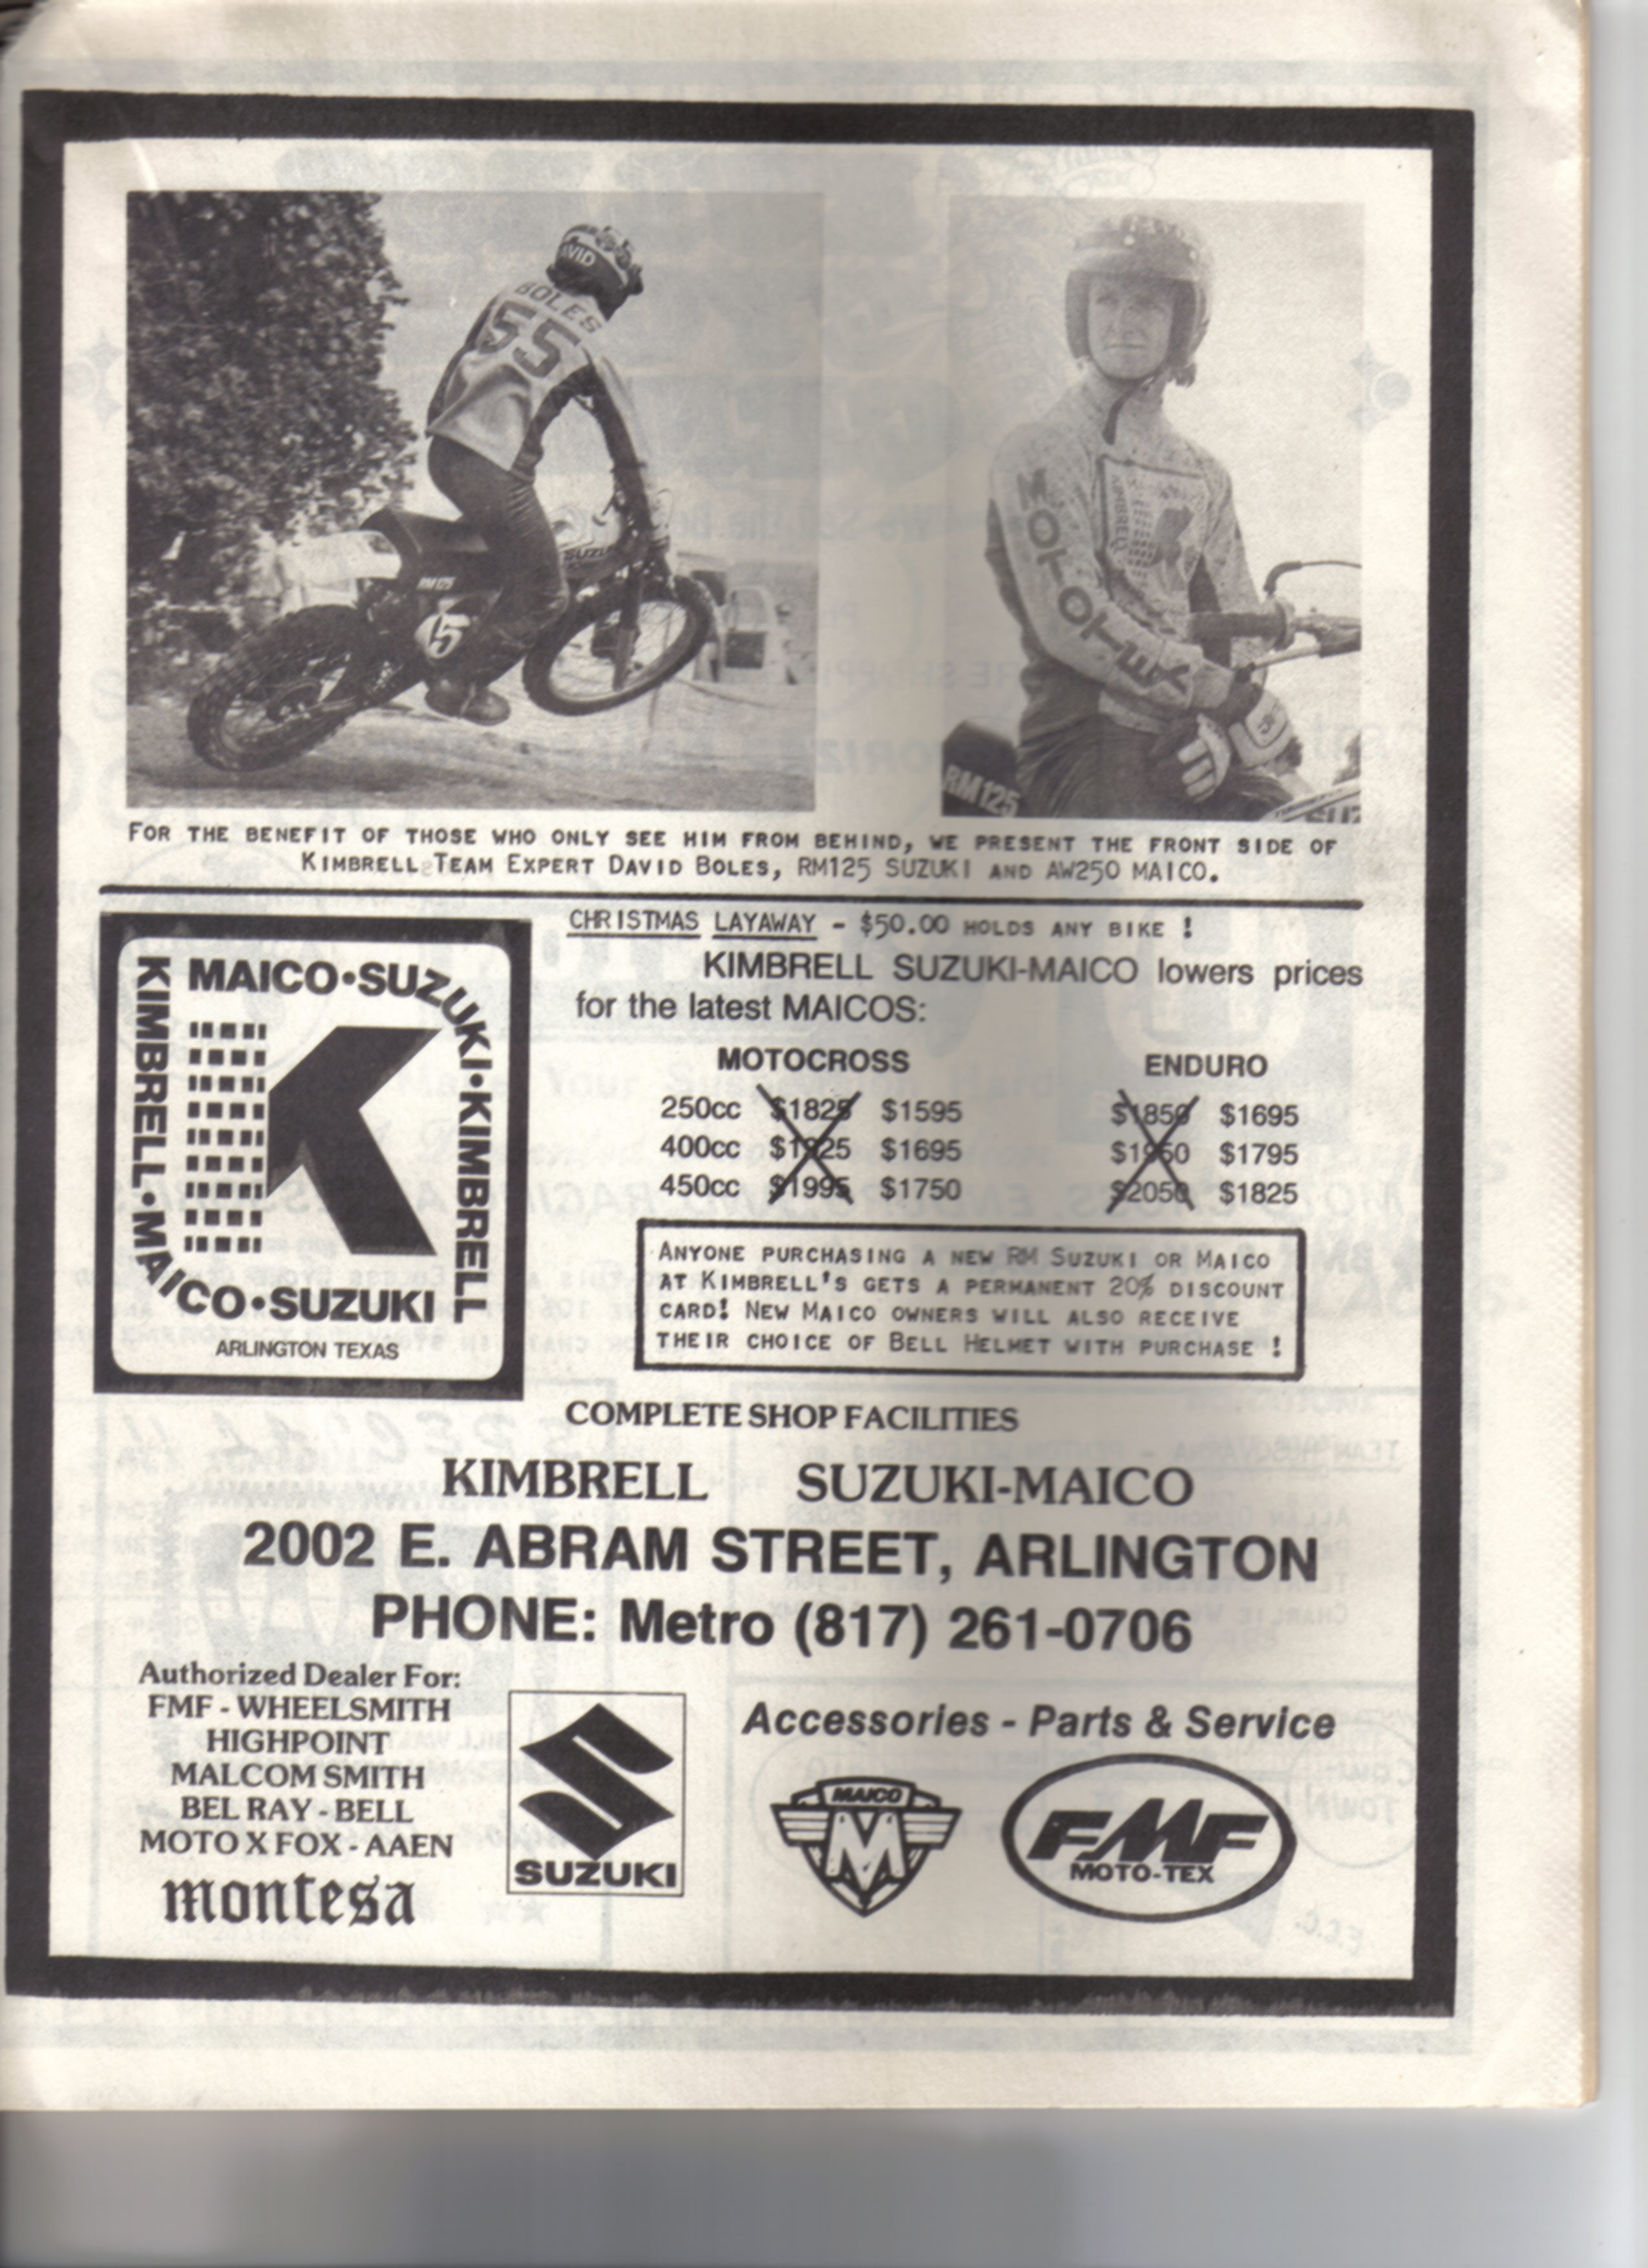 DAVID
BOLES
55
SUZUKI
RM125
15
MOTOTEX
KIMBRELL
K
RM125
SUZ
FOR THE BENEFIT OF THOSE WHO ONLY SEE HIM FROM BEHIND, WE PRESENT THE FRONT SIDE OF
KIMBRELL TEAM EXPERT DAVID BOLES, RM125 SUZUKI AND AW250 MAICO.
MAICO•SUZUKI•KIMBRELL
KIMBRELL•MAICO•SUZUKI
K
ARLINGTON TEXAS
CHRISTMAS LAYAWAY - $50.00 HOLDS ANY BIKE !
KIMBRELL SUZUKI-MAICO lowers prices
for the latest MAICOS:
MOTOCROSS ENDURO
250cc $1825 $1595 $1850 $1695
400cc $1925 $1695 $1950 $1795
450cc $1995 $1750 $2050 $1825
ANYONE PURCHASING A NEW RM SUZUKI OR MAICO
AT KIMBRELL'S GETS A PERMANENT 20% DISCOUNT
CARD! NEW MAICO OWNERS WILL ALSO RECEIVE
THEIR CHOICE OF BELL HELMET WITH PURCHASE !
COMPLETE SHOP FACILITIES
KIMBRELL SUZUKI-MAICO
2002 E. ABRAM STREET, ARLINGTON
PHONE: Metro (817) 261-0706
Authorized Dealer For:
FMF - WHEELSMITH
HIGHPOINT
MALCOM SMITH
BEL RAY - BELL
MOTO X FOX - AAEN
montesa
SUZUKI
Accessories - Parts & Service
MAICO
M
FMF
MOTO-TEX